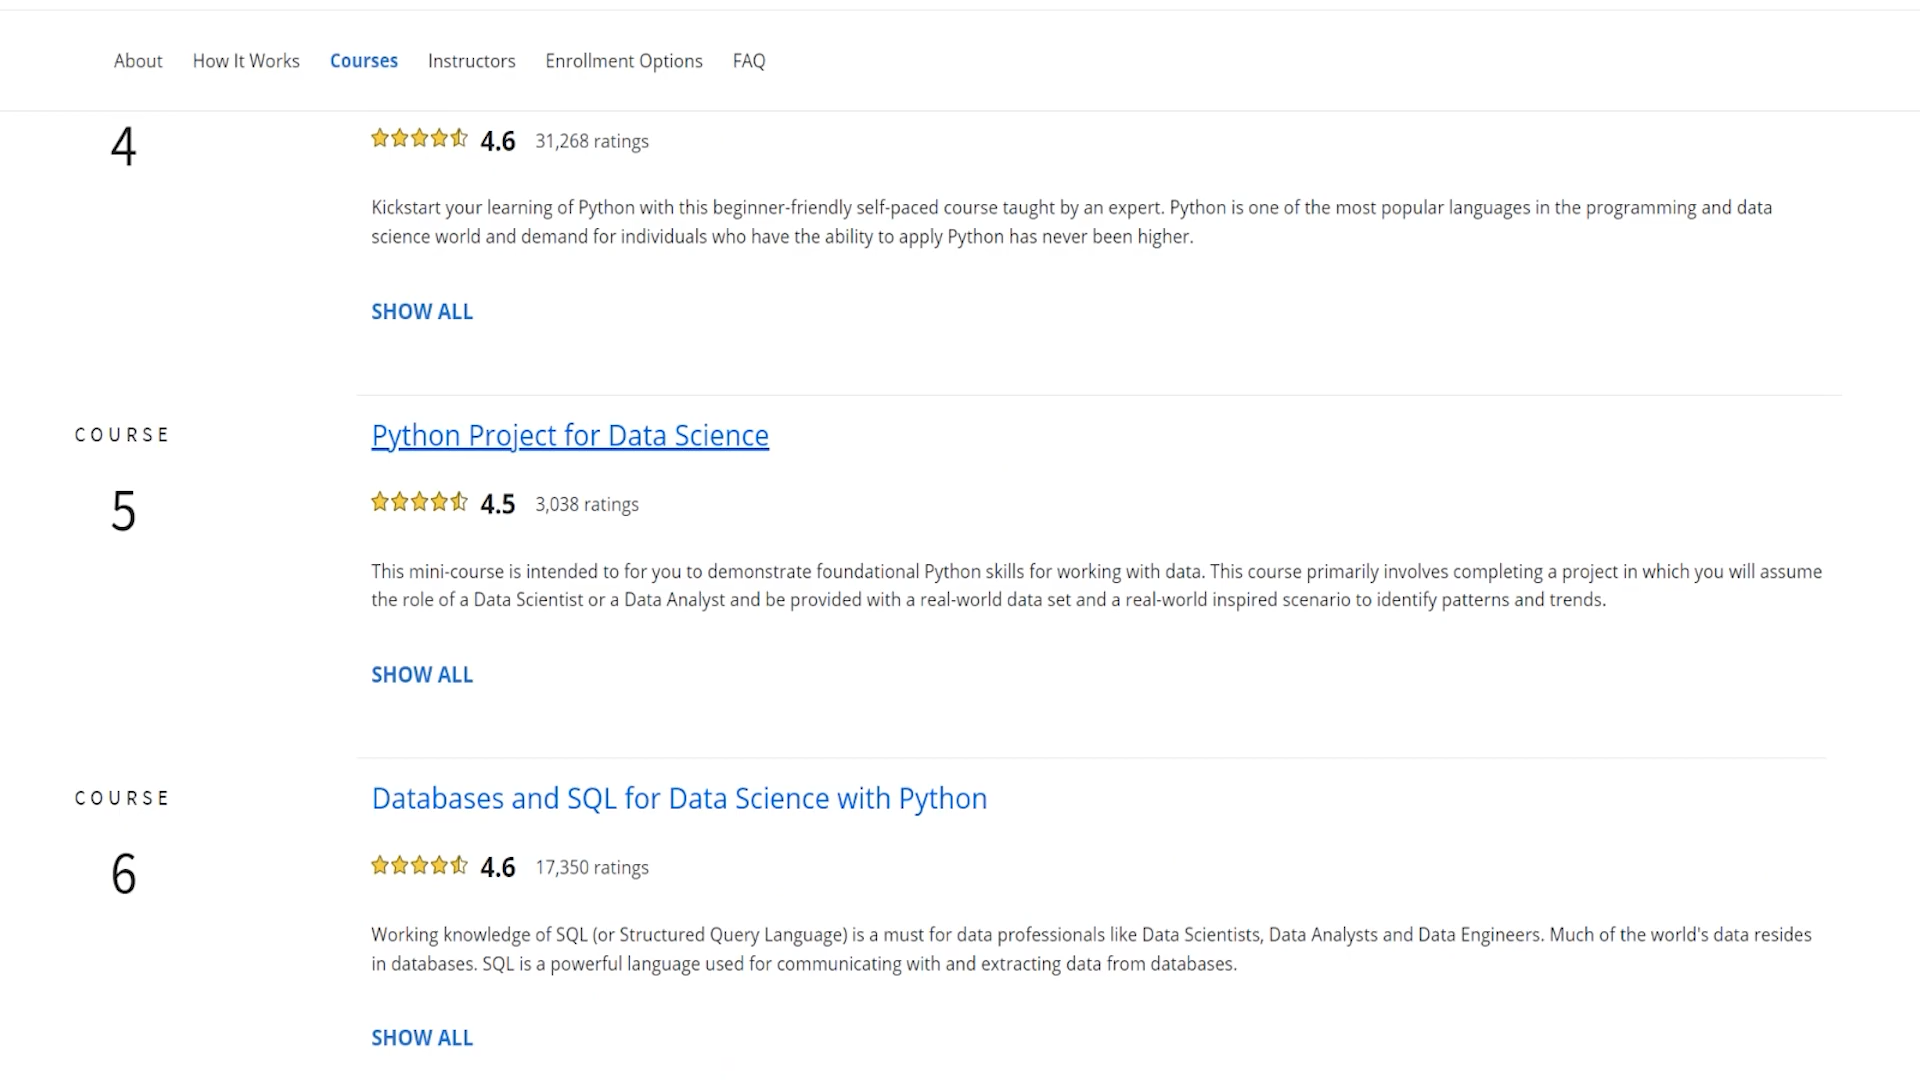 About How It Works Courses Instructors Enrollment Options FAQ
4
4.6 31,268 ratings
Kickstart your learning of Python with this beginner-friendly self-paced course taught by an expert. Python is one of the most popular languages in the programming and data
science world and demand for individuals who have the ability to apply Python has never been higher.
SHOW ALL
COURSE
5
Python Project for Data Science
4.5 3,038 ratings
This mini-course is intended to for you to demonstrate foundational Python skills for working with data. This course primarily involves completing a project in which you will assume
the role of a Data Scientist or a Data Analyst and be provided with a real-world data set and a real-world inspired scenario to identify patterns and trends.
SHOW ALL
COURSE
6
Databases and SQL for Data Science with Python
4.6 17,350 ratings
Working knowledge of SQL (or Structured Query Language) is a must for data professionals like Data Scientists, Data Analysts and Data Engineers. Much of the world's data resides
in databases. SQL is a powerful language used for communicating with and extracting data from databases.
SHOW ALL